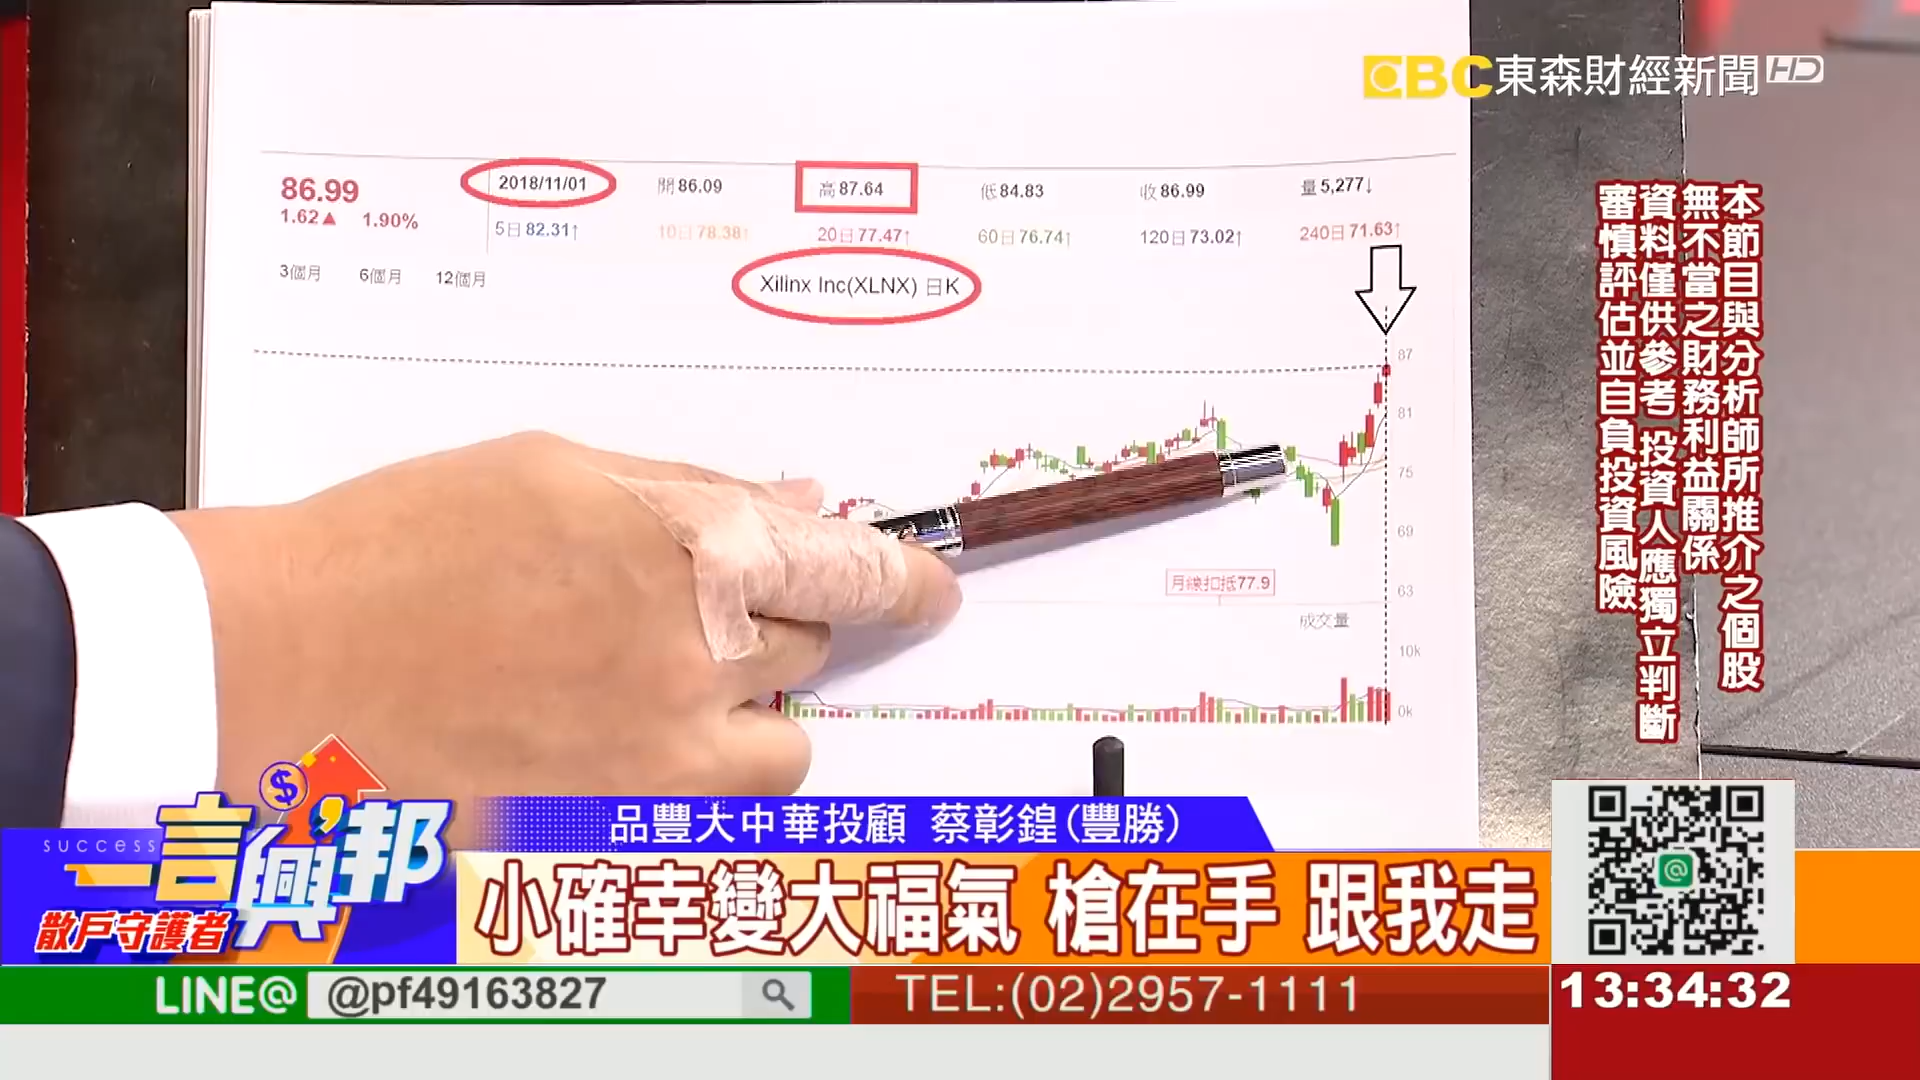 EBC東森財經新聞HD
86.99
1.62▲ 1.90%
2018/11/01 開86.09 高87.64 低84.83 收86.99 量5,277↓
5日82.31↑ 10日78.38↑ 20日77.47↑ 60日76.74↑ 120日73.02↑ 240日71.63↑
3個月 6個月 12個月
Xilinx Inc(XLNX) 日K
87
81
75
69
63
月線扣抵77.9
成交量
10k
0k
本節目與分析師所推介之個股
無不當之財務利益關係
資料僅供參考 投資人應獨立判斷
審慎評估並自負投資風險
success
一言興邦
散戶守護者
品豐大中華投顧 蔡彰鍠(豐勝)
小確幸變大福氣 槍在手 跟我走
LINE@ @pf49163827
TEL:(02)2957-1111
13:34:32